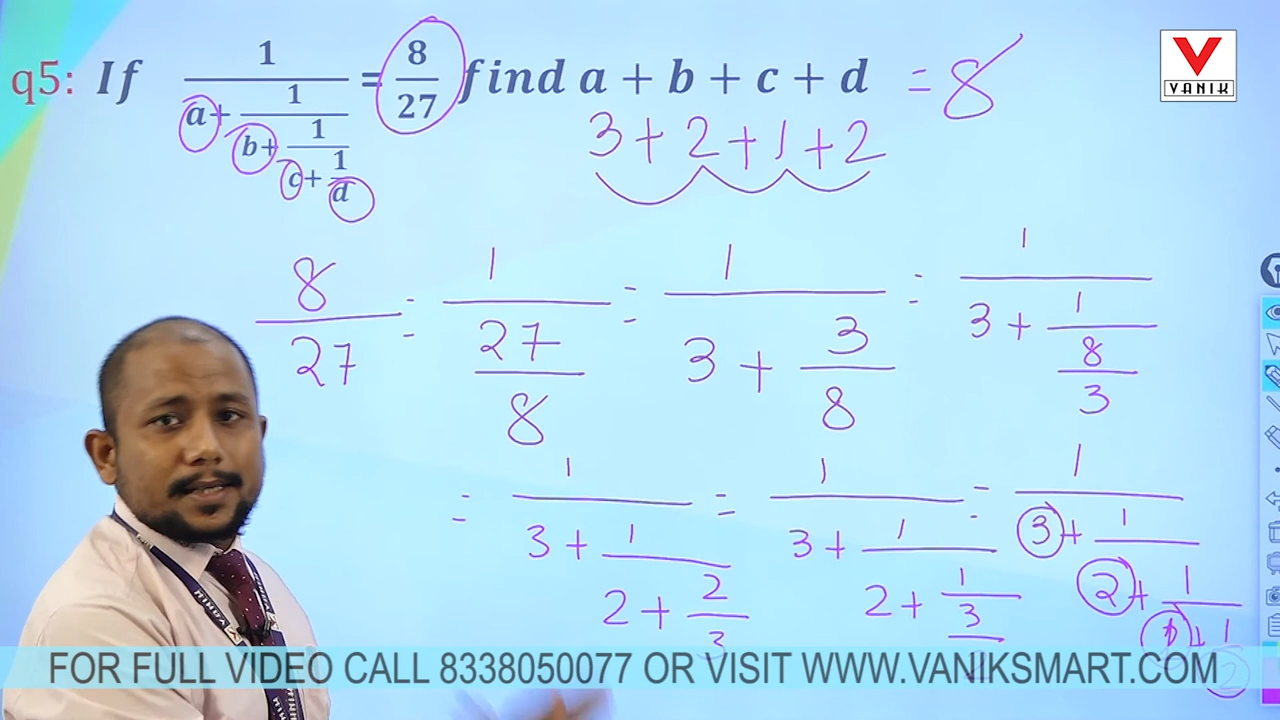 q5: If 1/(a+1/(b+1/(c+1/d))) = 8/27 find a + b + c + d = 8
VANIK
3 + 2 + 1 + 2
8/27 = 1/(27/8) = 1/(3 + 3/8) = 1/(3 + 1/(8/3))
= 1/(3 + 1/(2 + 2/3)) = 1/(3 + 1/(2 + 1/(3/2))) = 1/(3 + 1/(2 + 1/(1 + 1/2)))
FOR FULL VIDEO CALL 8338050077 OR VISIT WWW.VANIKSMART.COM